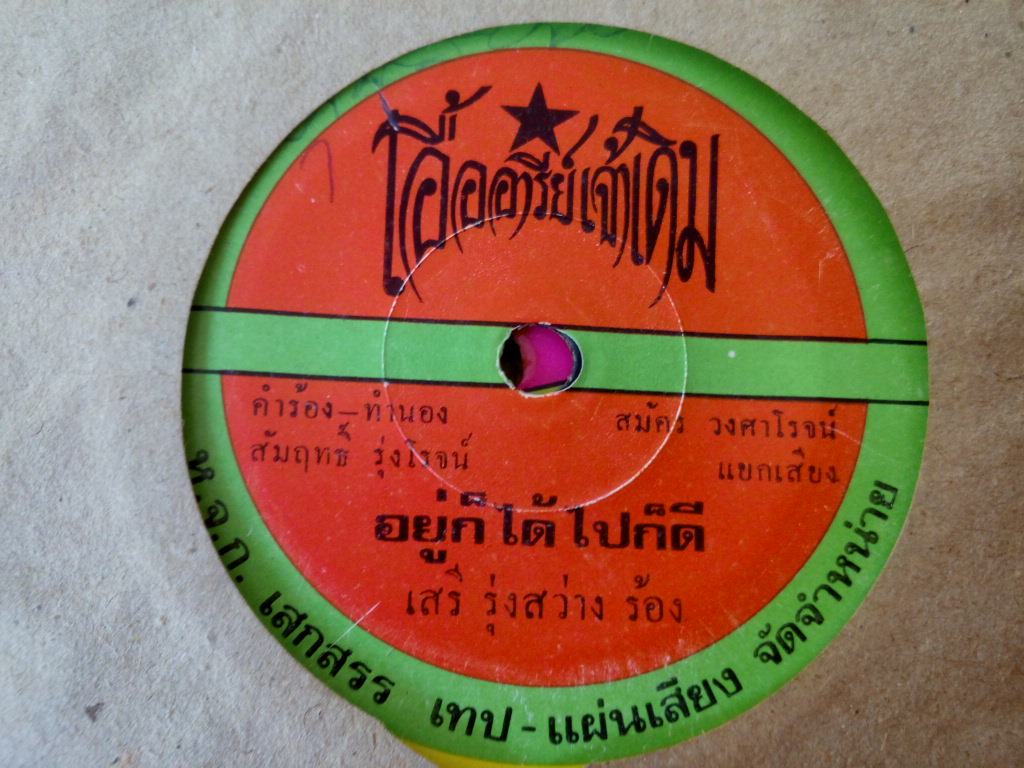 โอื้ออารีย์เจ้าเดิม
คำร้อง-ทำนอง
สัมฤทธิ์ รุ่งโรจน์
สมัคร วงศาโรจน์
แยกเสียง
อยู่ก็ได้ ไปก็ดี
เสรี รุ่งสว่าง ร้อง
ห.จ.ก. เสกสรร เทป-แผ่นเสียง จัดจำหน่าย